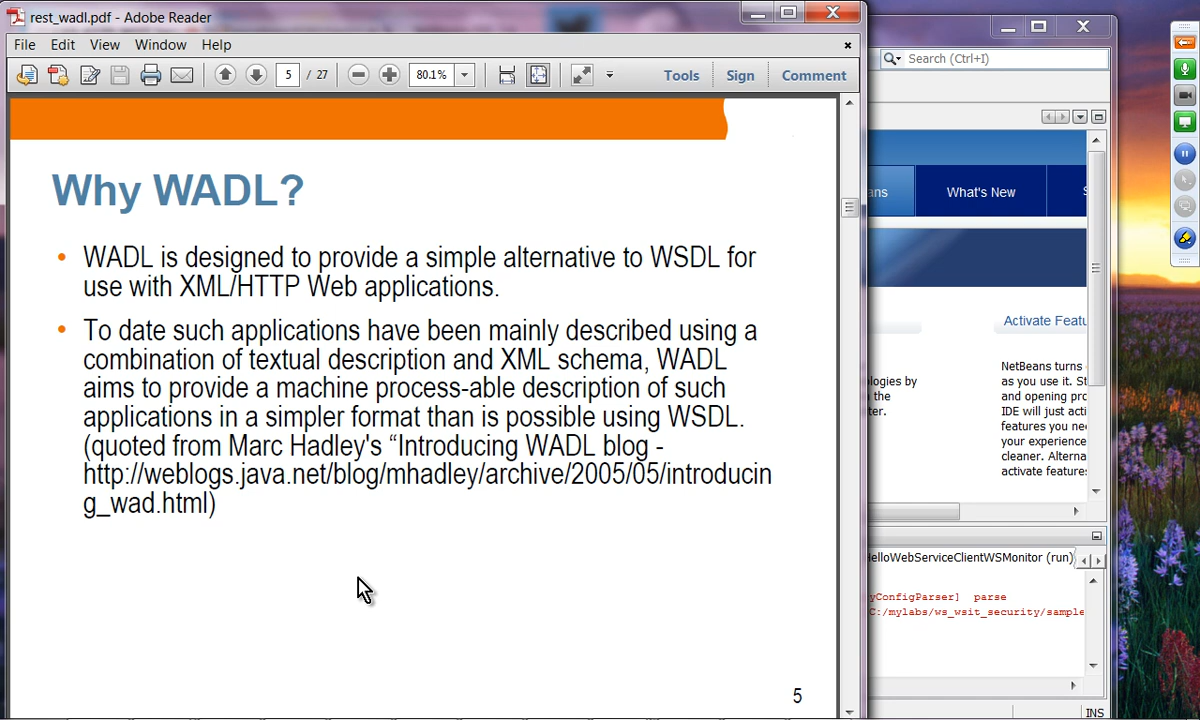 rest_wadl.pdf - Adobe Reader
File Edit View Window Help
5 / 27
80.1%
Tools Sign Comment
Why WADL?
• WADL is designed to provide a simple alternative to WSDL for
use with XML/HTTP Web applications.
• To date such applications have been mainly described using a
combination of textual description and XML schema, WADL
aims to provide a machine process-able description of such
applications in a simpler format than is possible using WSDL.
(quoted from Marc Hadley's “Introducing WADL blog -
http://weblogs.java.net/blog/mhadley/archive/2005/05/introducin
g_wad.html)
5
Search (Ctrl+I)
ans What's New
Activate Featu
NetBeans turns
as you use it. St
and opening pro
IDE will just acti
features you nee
your experience
cleaner. Alterna
activate features
logies by
the
ter.
HelloWebServiceClientWSMonitor (run)
yConfigParser] parse
C:/mylabs/ws_wsit_security/sample
INS